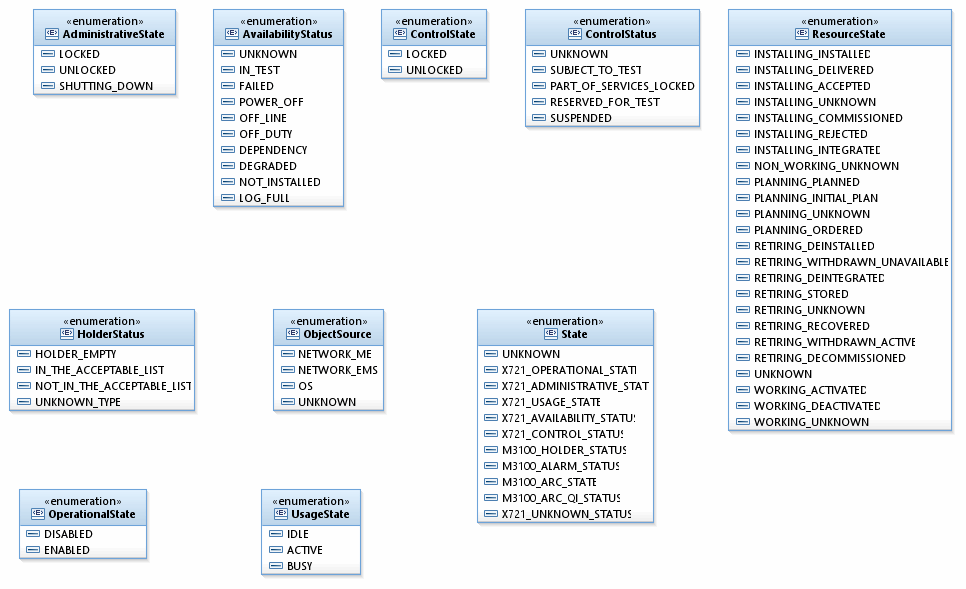 «enumeration»
AdministrativeState
LOCKED
UNLOCKED
SHUTTING_DOWN
«enumeration»
AvailabilityStatus
UNKNOWN
IN_TEST
FAILED
POWER_OFF
OFF_LINE
OFF_DUTY
DEPENDENCY
DEGRADED
NOT_INSTALLED
LOG_FULL
«enumeration»
ControlState
LOCKED
UNLOCKED
«enumeration»
ControlStatus
UNKNOWN
SUBJECT_TO_TEST
PART_OF_SERVICES_LOCKED
RESERVED_FOR_TEST
SUSPENDED
«enumeration»
ResourceState
INSTALLING_INSTALLED
INSTALLING_DELIVERED
INSTALLING_ACCEPTED
INSTALLING_UNKNOWN
INSTALLING_COMMISSIONED
INSTALLING_REJECTED
INSTALLING_INTEGRATED
NON_WORKING_UNKNOWN
PLANNING_PLANNED
PLANNING_INITIAL_PLAN
PLANNING_UNKNOWN
PLANNING_ORDERED
RETIRING_DEINSTALLED
RETIRING_WITHDRAWN_UNAVAILABLE
RETIRING_DEINTEGRATED
RETIRING_STORED
RETIRING_UNKNOWN
RETIRING_RECOVERED
RETIRING_WITHDRAWN_ACTIVE
RETIRING_DECOMMISSIONED
UNKNOWN
WORKING_ACTIVATED
WORKING_DEACTIVATED
WORKING_UNKNOWN
«enumeration»
HolderStatus
HOLDER_EMPTY
IN_THE_ACCEPTABLE_LIST
NOT_IN_THE_ACCEPTABLE_LIST
UNKNOWN_TYPE
«enumeration»
ObjectSource
NETWORK_ME
NETWORK_EMS
OS
UNKNOWN
«enumeration»
State
UNKNOWN
X721_OPERATIONAL_STATE
X721_ADMINISTRATIVE_STAT
X721_USAGE_STATE
X721_AVAILABILITY_STATUS
X721_CONTROL_STATUS
M3100_HOLDER_STATUS
M3100_ALARM_STATUS
M3100_ARC_STATE
M3100_ARC_QI_STATUS
X721_UNKNOWN_STATUS
«enumeration»
OperationalState
DISABLED
ENABLED
«enumeration»
UsageState
IDLE
ACTIVE
BUSY